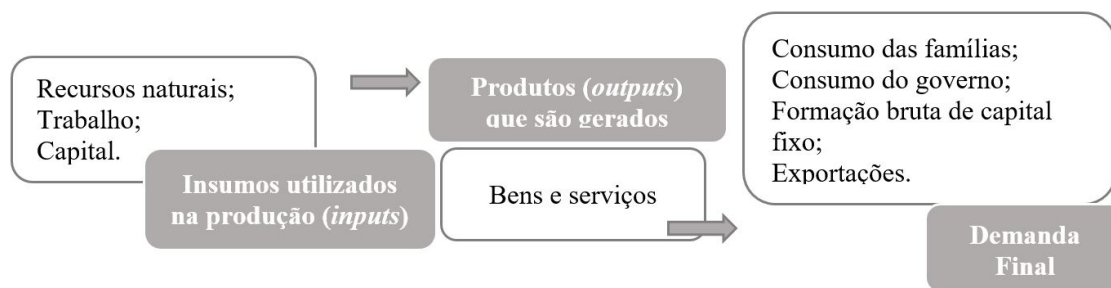 Recursos naturais;
Trabalho;
Capital.
Insumos utilizados
na produção (inputs)
Produtos (outputs)
que são gerados
Bens e serviços
Consumo das famílias;
Consumo do governo;
Formação bruta de capital
fixo;
Exportações.
Demanda
Final